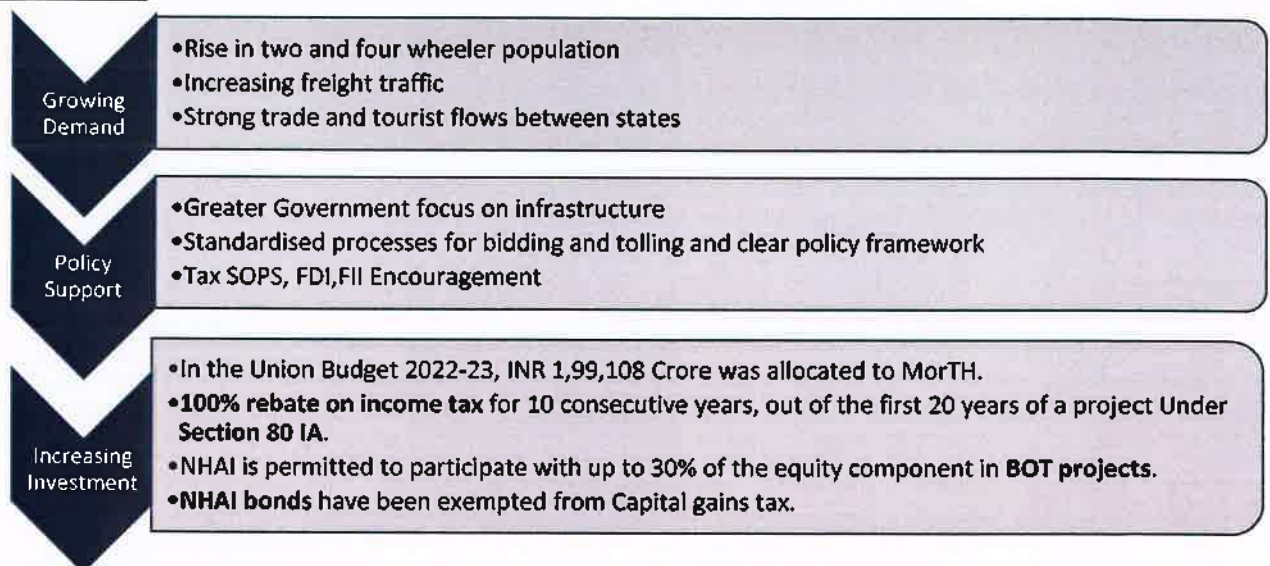 Growing
Demand
•Rise in two and four wheeler population
•Increasing freight traffic
•Strong trade and tourist flows between states
Policy
Support
•Greater Government focus on infrastructure
•Standardised processes for bidding and tolling and clear policy framework
•Tax SOPS, FDI,FII Encouragement
Increasing
Investment
•In the Union Budget 2022-23, INR 1,99,108 Crore was allocated to MorTH.
•100% rebate on income tax for 10 consecutive years, out of the first 20 years of a project Under
Section 80 IA.
•NHAI is permitted to participate with up to 30% of the equity component in BOT projects.
•NHAI bonds have been exempted from Capital gains tax.